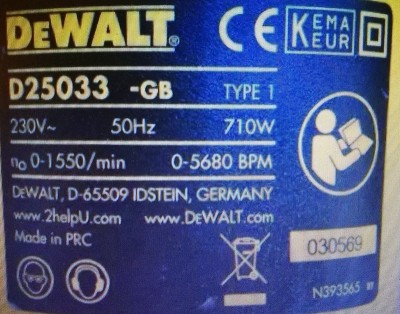 DEWALT® CE KEMA KEUR
D25033 -GB TYPE 1
230V~ 50Hz 710W
n₀ 0-1550/min 0-5680 BPM
DEWALT, D-65509 IDSTEIN, GERMANY
www.2helpU.com www.DEWALT.com
Made in PRC
030569
N393565